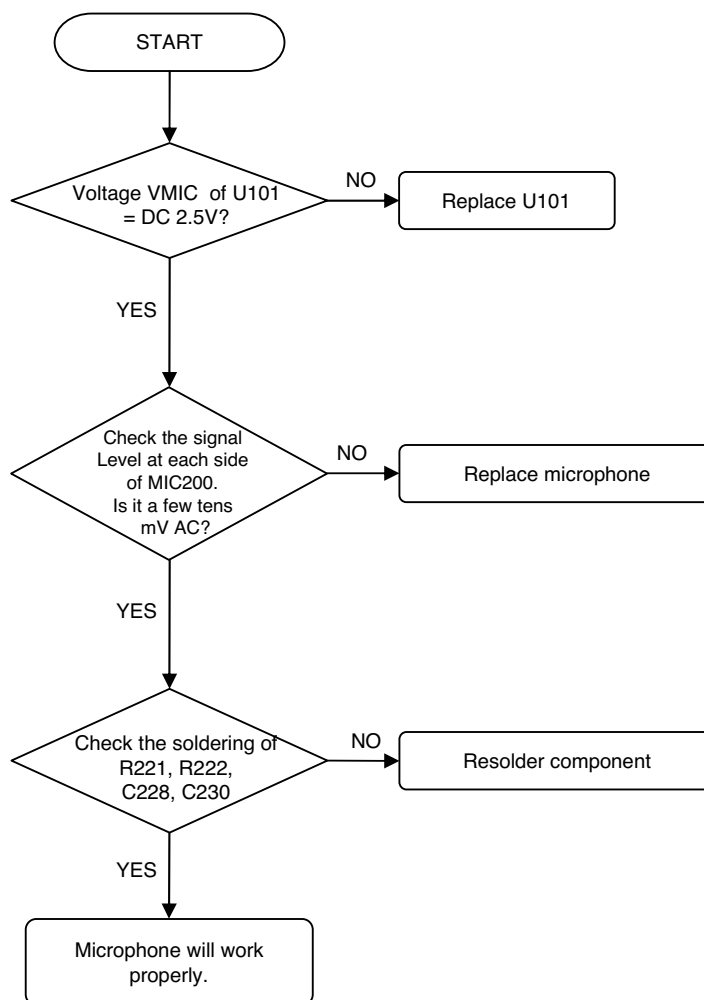 START
Voltage VMIC of U101
= DC 2.5V?
NO
Replace U101
YES
Check the signal
Level at each side
of MIC200.
Is it a few tens
mV AC?
NO
Replace microphone
YES
Check the soldering of
R221, R222,
C228, C230
NO
Resolder component
YES
Microphone will work
properly.